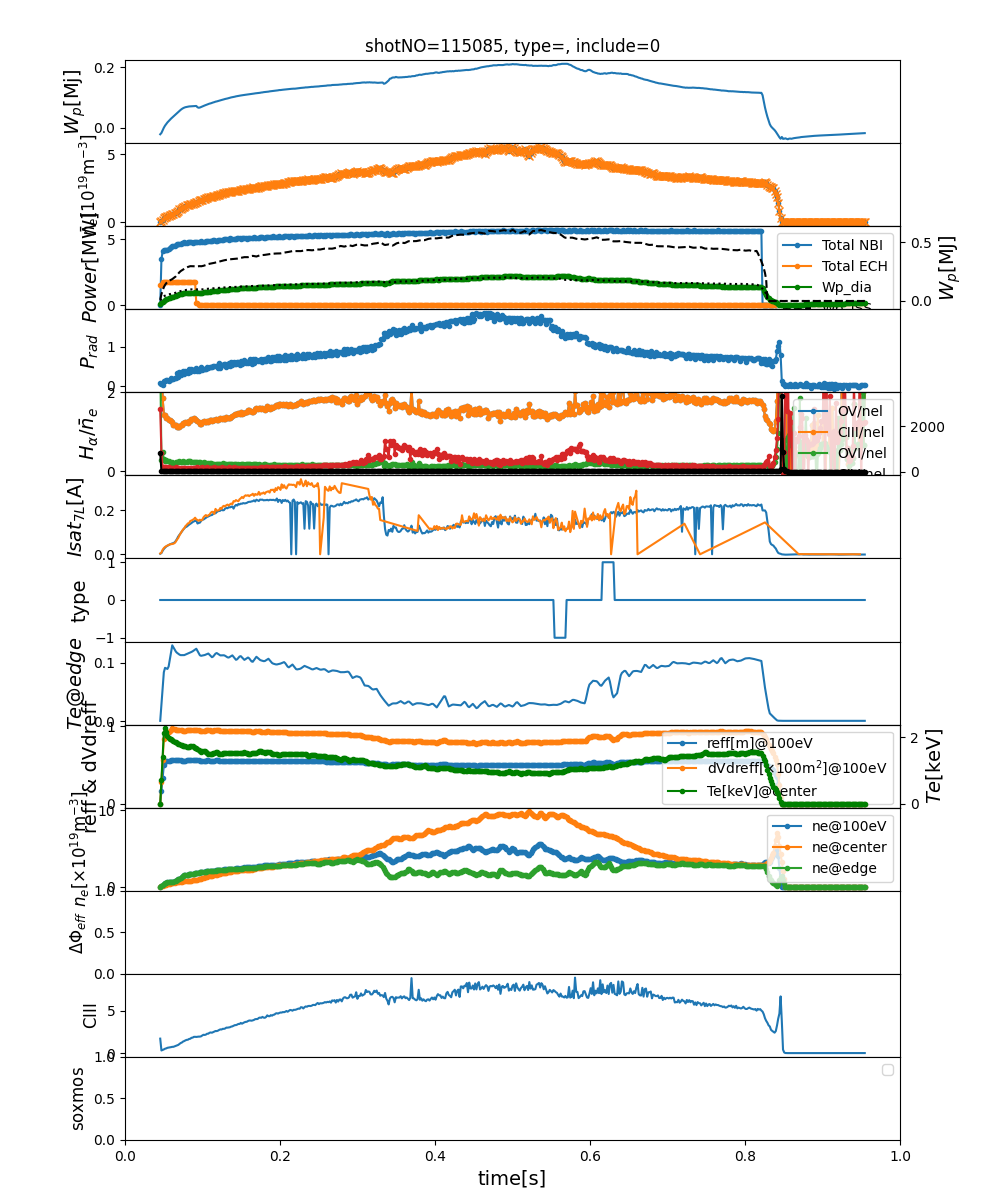 shotNO=115085, type=, include=0
W_p[Mj]
0.2
0.0
n̄_e[10^19 m^-3]
5
0
Power[MW]
5
0
W_p[MJ]
0.5
0.0
Total NBI
Total ECH
Wp_dia
P_rad
1
0
H_α/n̄_e
2
0
2000
0
OV/nel
CIII/nel
OVI/nel
Isat_7L[A]
0.2
0.0
type
1
0
−1
Te@edge
0.1
0.0
reff & dVdreff
1
0
Te[keV]
2
0
reff[m]@100eV
dVdreff[×100m^2]@100eV
Te[keV]@center
n_e[×10^19 m^-3]
10
0
ne@100eV
ne@center
ne@edge
ΔΦ_eff
1.0
0.5
0.0
CIII
5
0
soxmos
1.0
0.5
0.0
0.0 0.2 0.4 0.6 0.8 1.0
time[s]